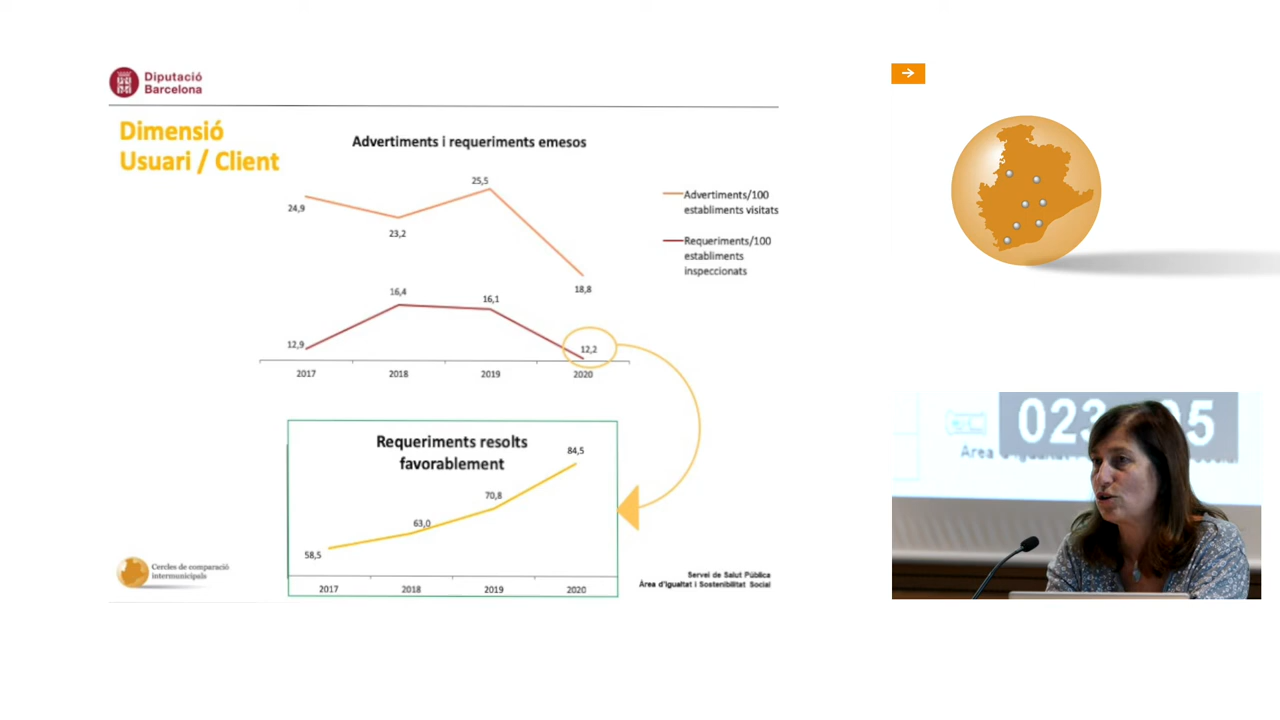 Diputació
Barcelona
Dimensió
Usuari / Client
Advertiments i requeriments emesos
25,5
24,9
23,2
18,8
16,4
16,1
12,9
12,2
2017
2018
2019
2020
Advertiments/100
establiments visitats
Requeriments/100
establiments
inspeccionats
Requeriments resolts
favorablement
84,5
70,8
63,0
58,5
2017
2018
2019
2020
Cercles de comparació
intermunicipals
Servei de Salut Pública
Àrea d'Igualtat i Sostenibilitat Social
023
5
Àrea